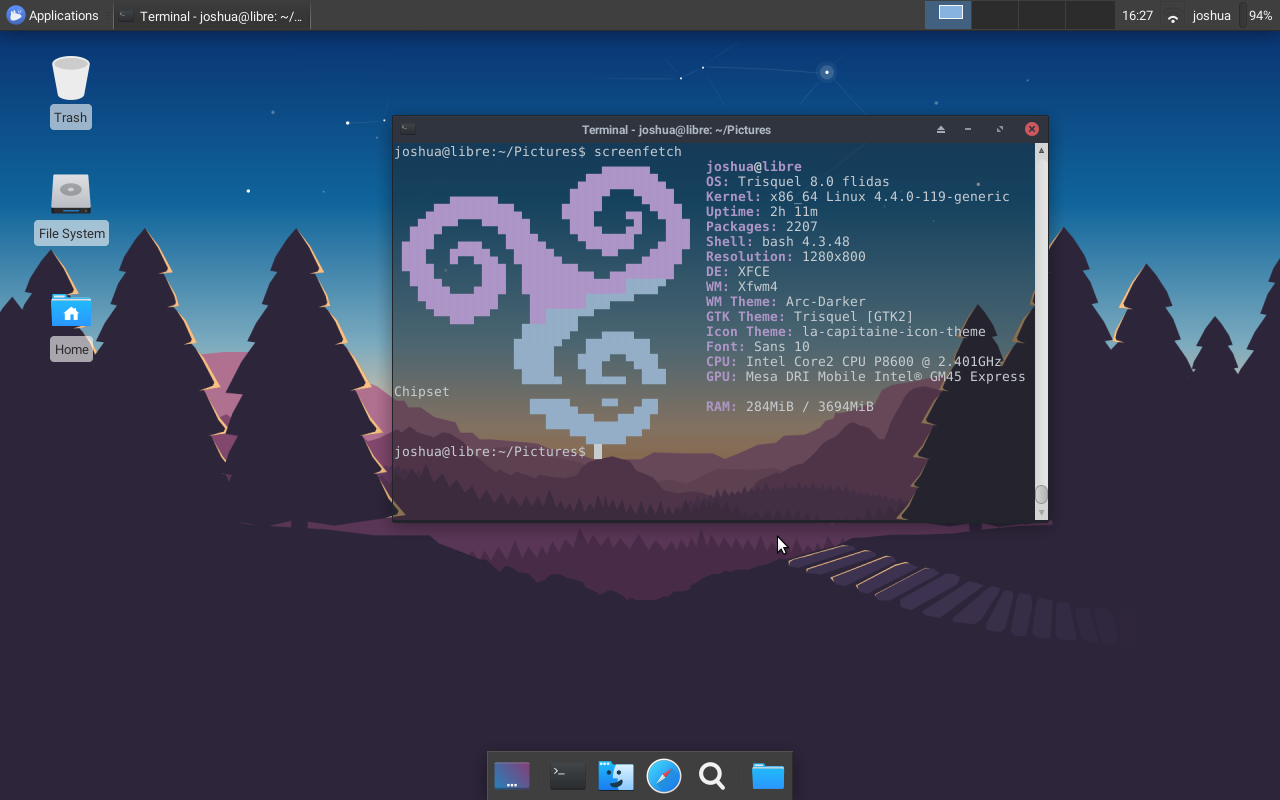 Applications
Terminal - joshua@libre: ~/...
16:27
joshua
94%
Trash
File System
Home
Terminal - joshua@libre: ~/Pictures
joshua@libre:~/Pictures$ screenfetch
joshua@libre
OS: Trisquel 8.0 flidas
Kernel: x86_64 Linux 4.4.0-119-generic
Uptime: 2h 11m
Packages: 2207
Shell: bash 4.3.48
Resolution: 1280x800
DE: XFCE
WM: Xfwm4
WM Theme: Arc-Darker
GTK Theme: Trisquel [GTK2]
Icon Theme: la-capitaine-icon-theme
Font: Sans 10
CPU: Intel Core2 CPU P8600 @ 2.401GHz
GPU: Mesa DRI Mobile Intel® GM45 Express
Chipset
RAM: 284MiB / 3694MiB
joshua@libre:~/Pictures$